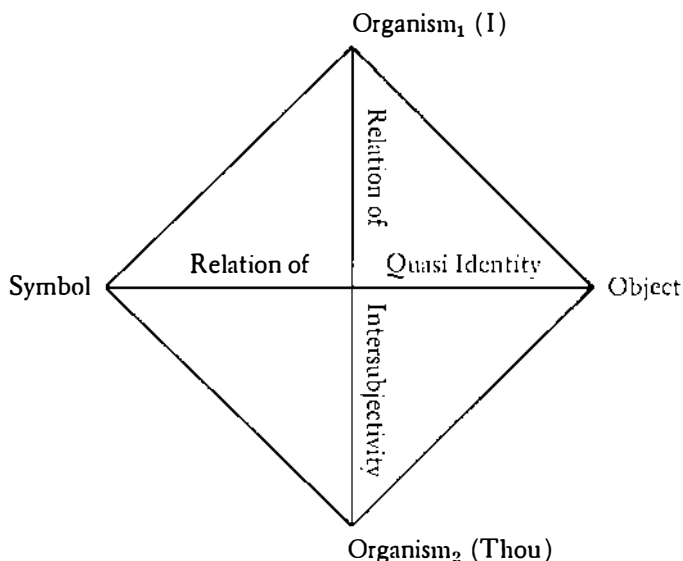 Organism₁ (I)
Relation of
Relation of Quasi Identity
Symbol
Object
Intersubjectivity
Organism₂ (Thou)